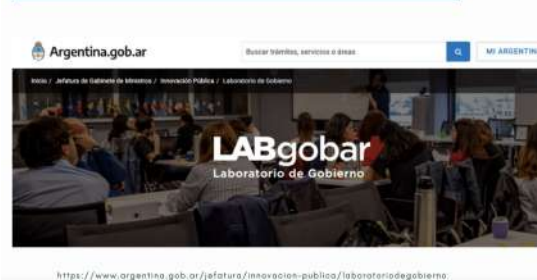 Argentina.gob.ar
Buscar trámites, servicios o áreas
MI ARGENTIN
Inicio / Jefatura de Gabinete de Ministros / Innovación Pública / Laboratorio de Gobierno
LABgobar
Laboratorio de Gobierno
https://www.argentina.gob.ar/jefatura/innovacion-publica/laboratoriodegobierno